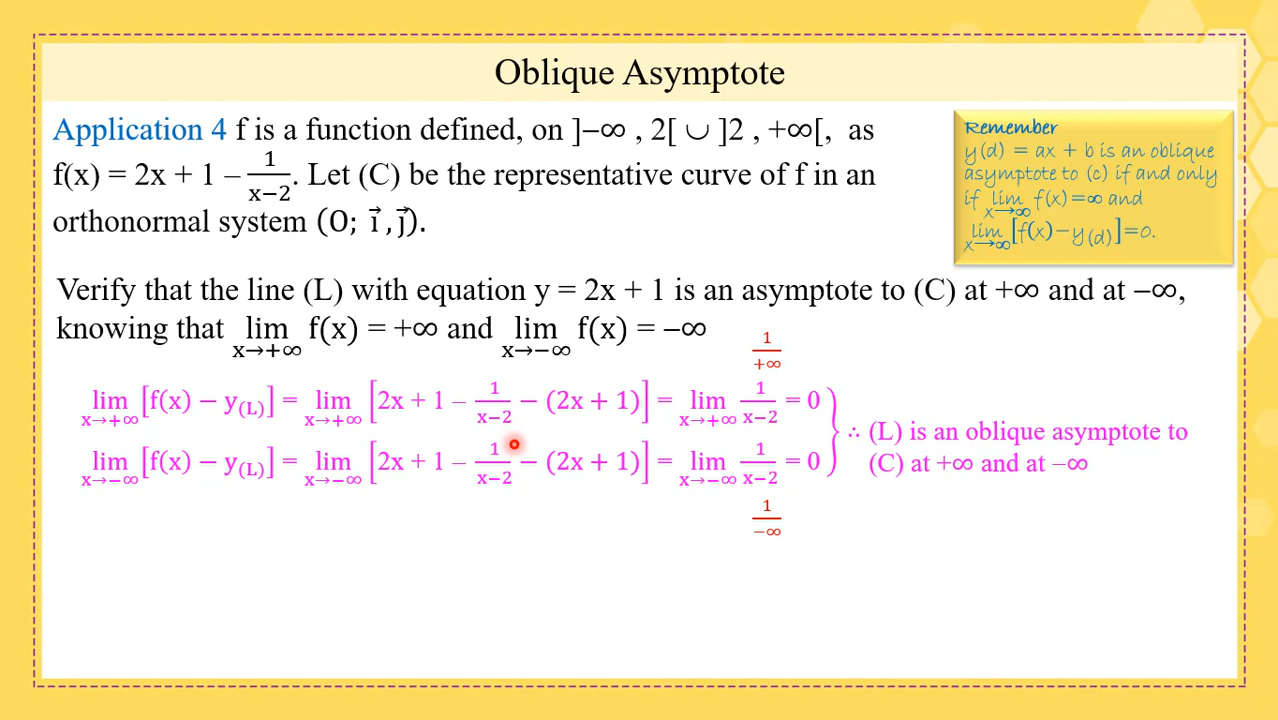 Oblique Asymptote
Application 4 f is a function defined, on ]–∞ , 2[ ∪ ]2 , +∞[, as
f(x) = 2x + 1 – 1/(x−2). Let (C) be the representative curve of f in an
orthonormal system (O; i⃗ , j⃗).
Remember
y(d) = ax + b is an oblique
asymptote to (c) if and only
if lim x→∞ f(x)=∞ and
lim x→∞ [f(x)−y(d)]=0.
Verify that the line (L) with equation y = 2x + 1 is an asymptote to (C) at +∞ and at –∞,
knowing that lim x→+∞ f(x) = +∞ and lim x→−∞ f(x) = –∞
1/+∞
lim x→+∞ [f(x) − y(L)] = lim x→+∞ [2x + 1 – 1/(x−2) − (2x + 1)] = lim x→+∞ 1/(x−2) = 0
lim x→−∞ [f(x) − y(L)] = lim x→−∞ [2x + 1 – 1/(x−2) − (2x + 1)] = lim x→−∞ 1/(x−2) = 0
∴ (L) is an oblique asymptote to
(C) at +∞ and at –∞
1/−∞